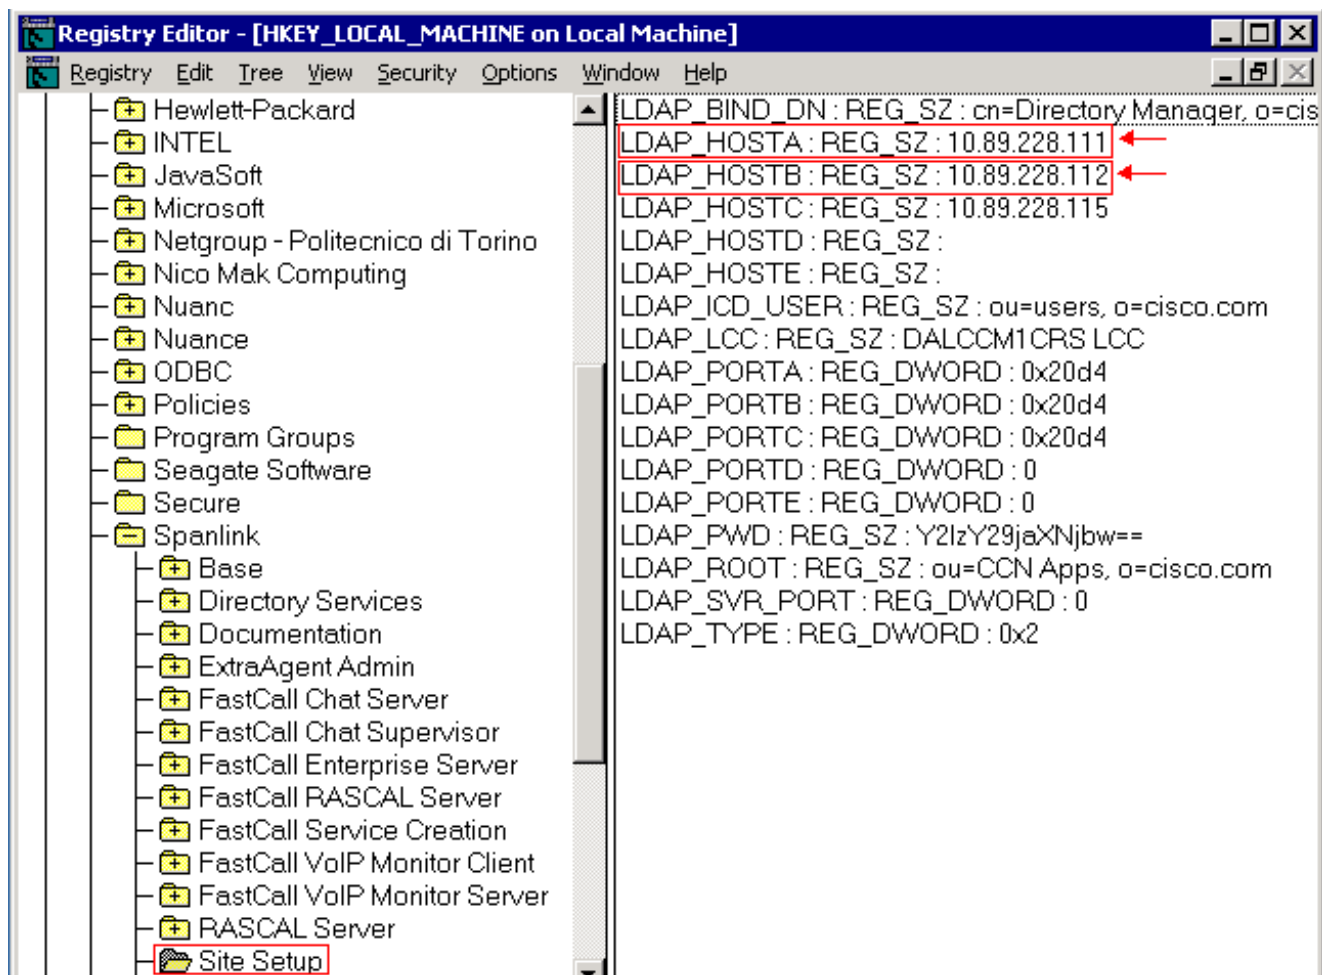 Registry Editor - [HKEY_LOCAL_MACHINE on Local Machine]
Registry Edit Tree View Security Options Window Help
Hewlett-Packard
INTEL
JavaSoft
Microsoft
Netgroup - Politecnico di Torino
Nico Mak Computing
Nuanc
Nuance
ODBC
Policies
Program Groups
Seagate Software
Secure
Spanlink
Base
Directory Services
Documentation
ExtraAgent Admin
FastCall Chat Server
FastCall Chat Supervisor
FastCall Enterprise Server
FastCall RASCAL Server
FastCall Service Creation
FastCall VoIP Monitor Client
FastCall VoIP Monitor Server
RASCAL Server
Site Setup
LDAP_BIND_DN : REG_SZ : cn=Directory Manager, o=cis
LDAP_HOSTA : REG_SZ : 10.89.228.111
LDAP_HOSTB : REG_SZ : 10.89.228.112
LDAP_HOSTC : REG_SZ : 10.89.228.115
LDAP_HOSTD : REG_SZ :
LDAP_HOSTE : REG_SZ :
LDAP_ICD_USER : REG_SZ : ou=users, o=cisco.com
LDAP_LCC : REG_SZ : DALCCM1CRS LCC
LDAP_PORTA : REG_DWORD : 0x20d4
LDAP_PORTB : REG_DWORD : 0x20d4
LDAP_PORTC : REG_DWORD : 0x20d4
LDAP_PORTD : REG_DWORD : 0
LDAP_PORTE : REG_DWORD : 0
LDAP_PWD : REG_SZ : Y2lzY29jaXNjbw==
LDAP_ROOT : REG_SZ : ou=CCN Apps, o=cisco.com
LDAP_SVR_PORT : REG_DWORD : 0
LDAP_TYPE : REG_DWORD : 0x2